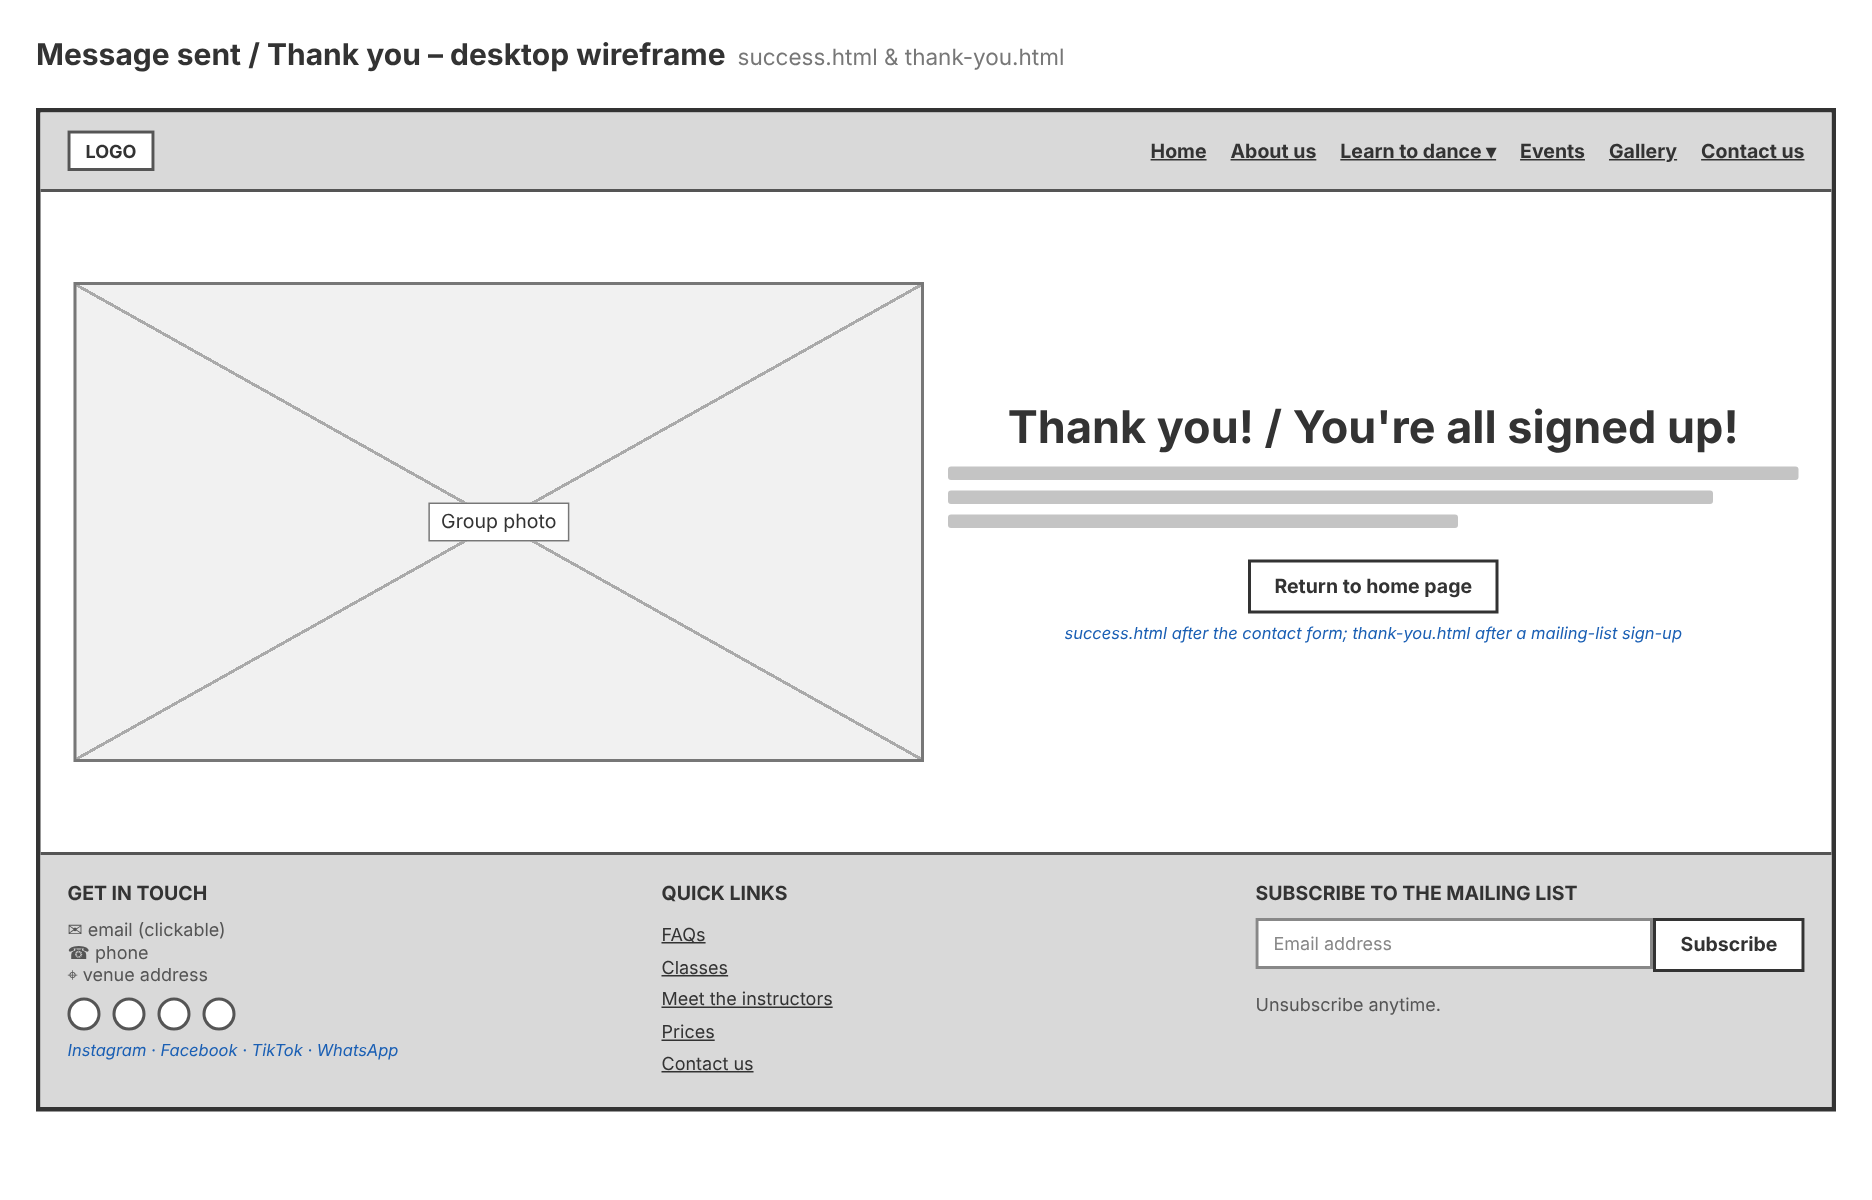 Message sent / Thank you – desktop wireframe success.html & thank-you.html
LOGO
Home About us Learn to dance ▾ Events Gallery Contact us
Group photo
Thank you! / You're all signed up!
Return to home page
success.html after the contact form; thank-you.html after a mailing-list sign-up
GET IN TOUCH
✉ email (clickable)
☎ phone
⌖ venue address
Instagram · Facebook · TikTok · WhatsApp
QUICK LINKS
FAQs
Classes
Meet the instructors
Prices
Contact us
SUBSCRIBE TO THE MAILING LIST
Email address
Subscribe
Unsubscribe anytime.